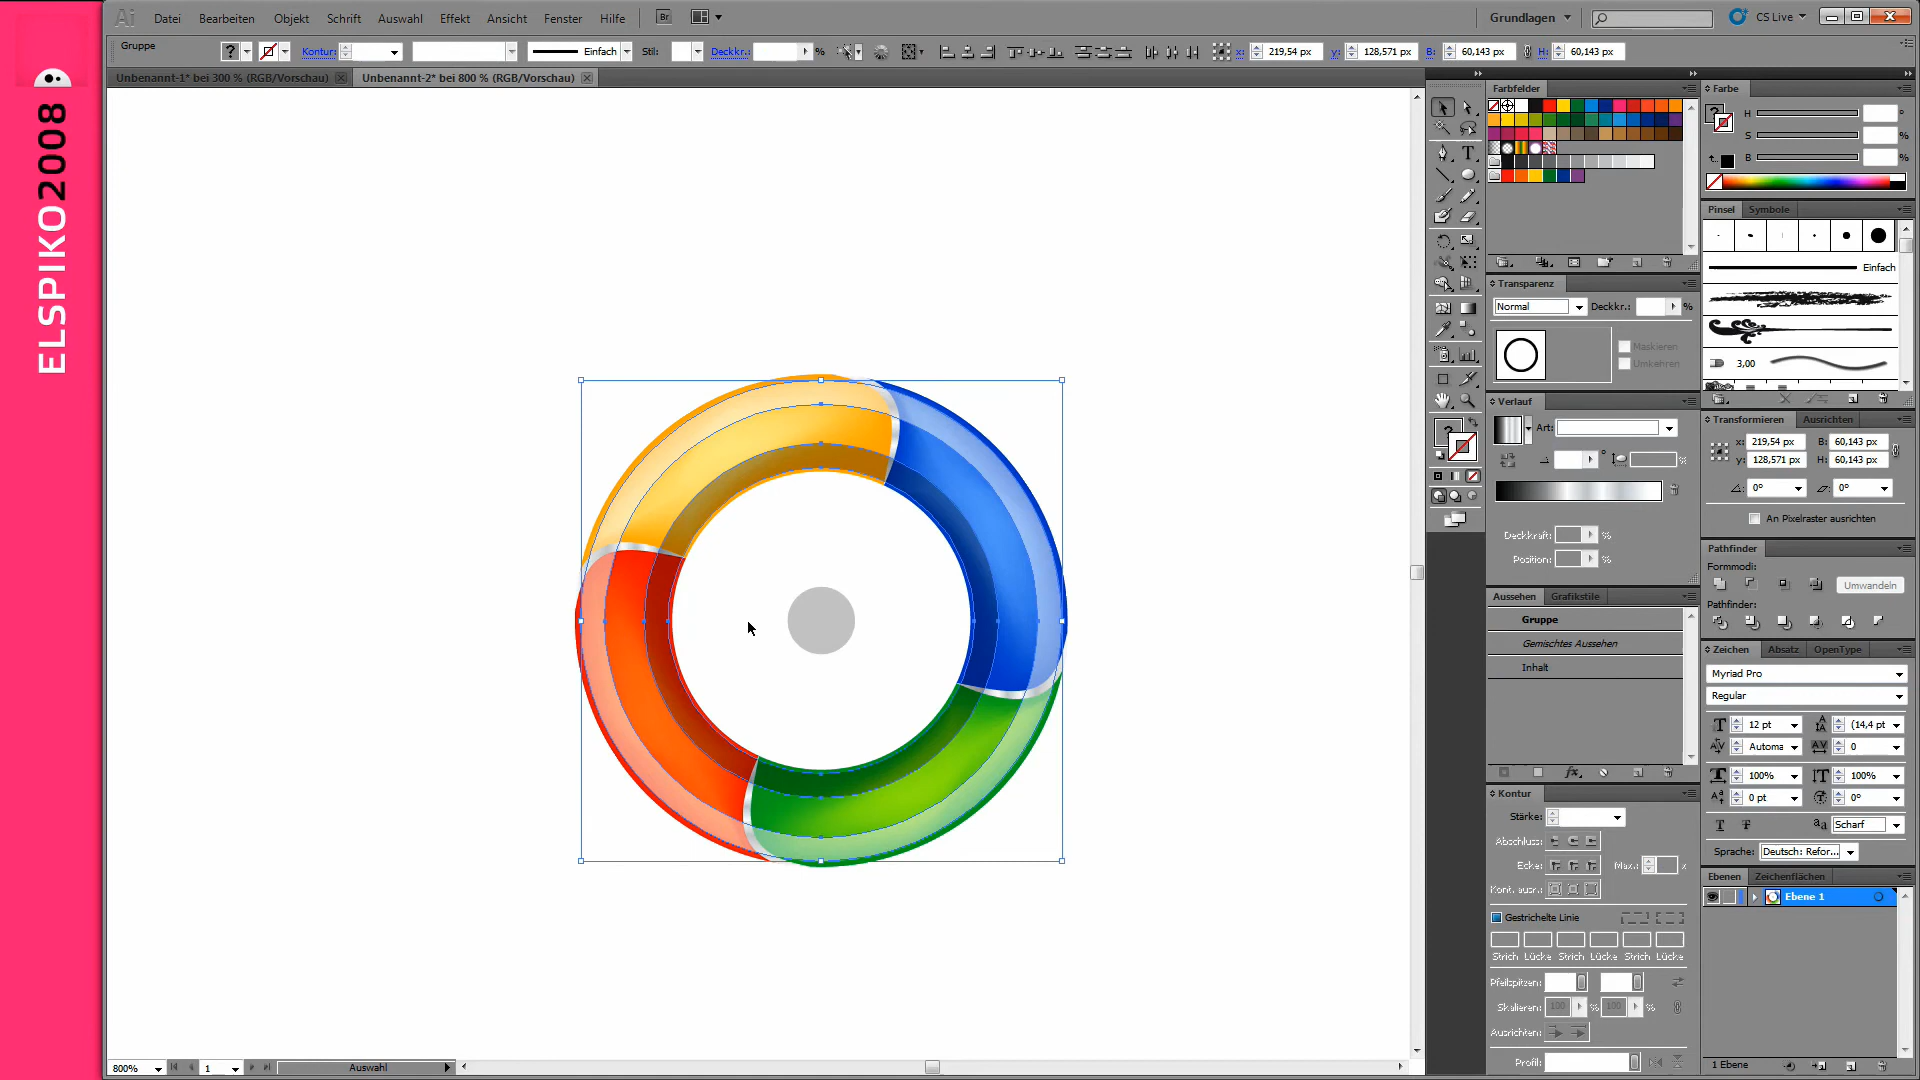 ELSPIKO2008
Ai
Datei Bearbeiten Objekt Schrift Auswahl Effekt Ansicht Fenster Hilfe Br Grundlagen CS Live
Gruppe ? Kontur: Einfach Stil: Deckkr.: % x: 219,54 px y: 128,571 px B: 60,143 px H: 60,143 px
Unbenannt-1* bei 300 % (RGB/Vorschau) Unbenannt-2* bei 800 % (RGB/Vorschau)
Farbfelder
Farbe
H °
S %
B %
Pinsel Symbole
Einfach
3,00
Transparenz
Normal Deckkr.: %
Maskieren
Umkehren
Verlauf
Art:
° %
Deckkraft: %
Position: %
Transformieren Ausrichten
x: 219,54 px B: 60,143 px
y: 128,571 px H: 60,143 px
0° 0°
An Pixelraster ausrichten
Pathfinder
Formmodi:
Umwandeln
Pathfinder:
Aussehen Grafikstile
Gruppe
Gemischtes Aussehen
Inhalt
fx
Zeichen Absatz OpenType
Myriad Pro
Regular
12 pt (14,4 pt
Automa 0
100% 100%
0 pt 0°
T T aa Scharf
Sprache: Deutsch: Refor...
Kontur
Stärke:
Abschluss:
Ecke: Max.: x
Kont. ausr.:
Gestrichelte Linie
Strich Lücke Strich Lücke Strich Lücke
Pfeilspitzen:
Skalieren: 100 % 100 %
Ausrichten:
Profil:
Ebenen Zeichenflächen
Ebene 1
1 Ebene
800% 1 Auswahl